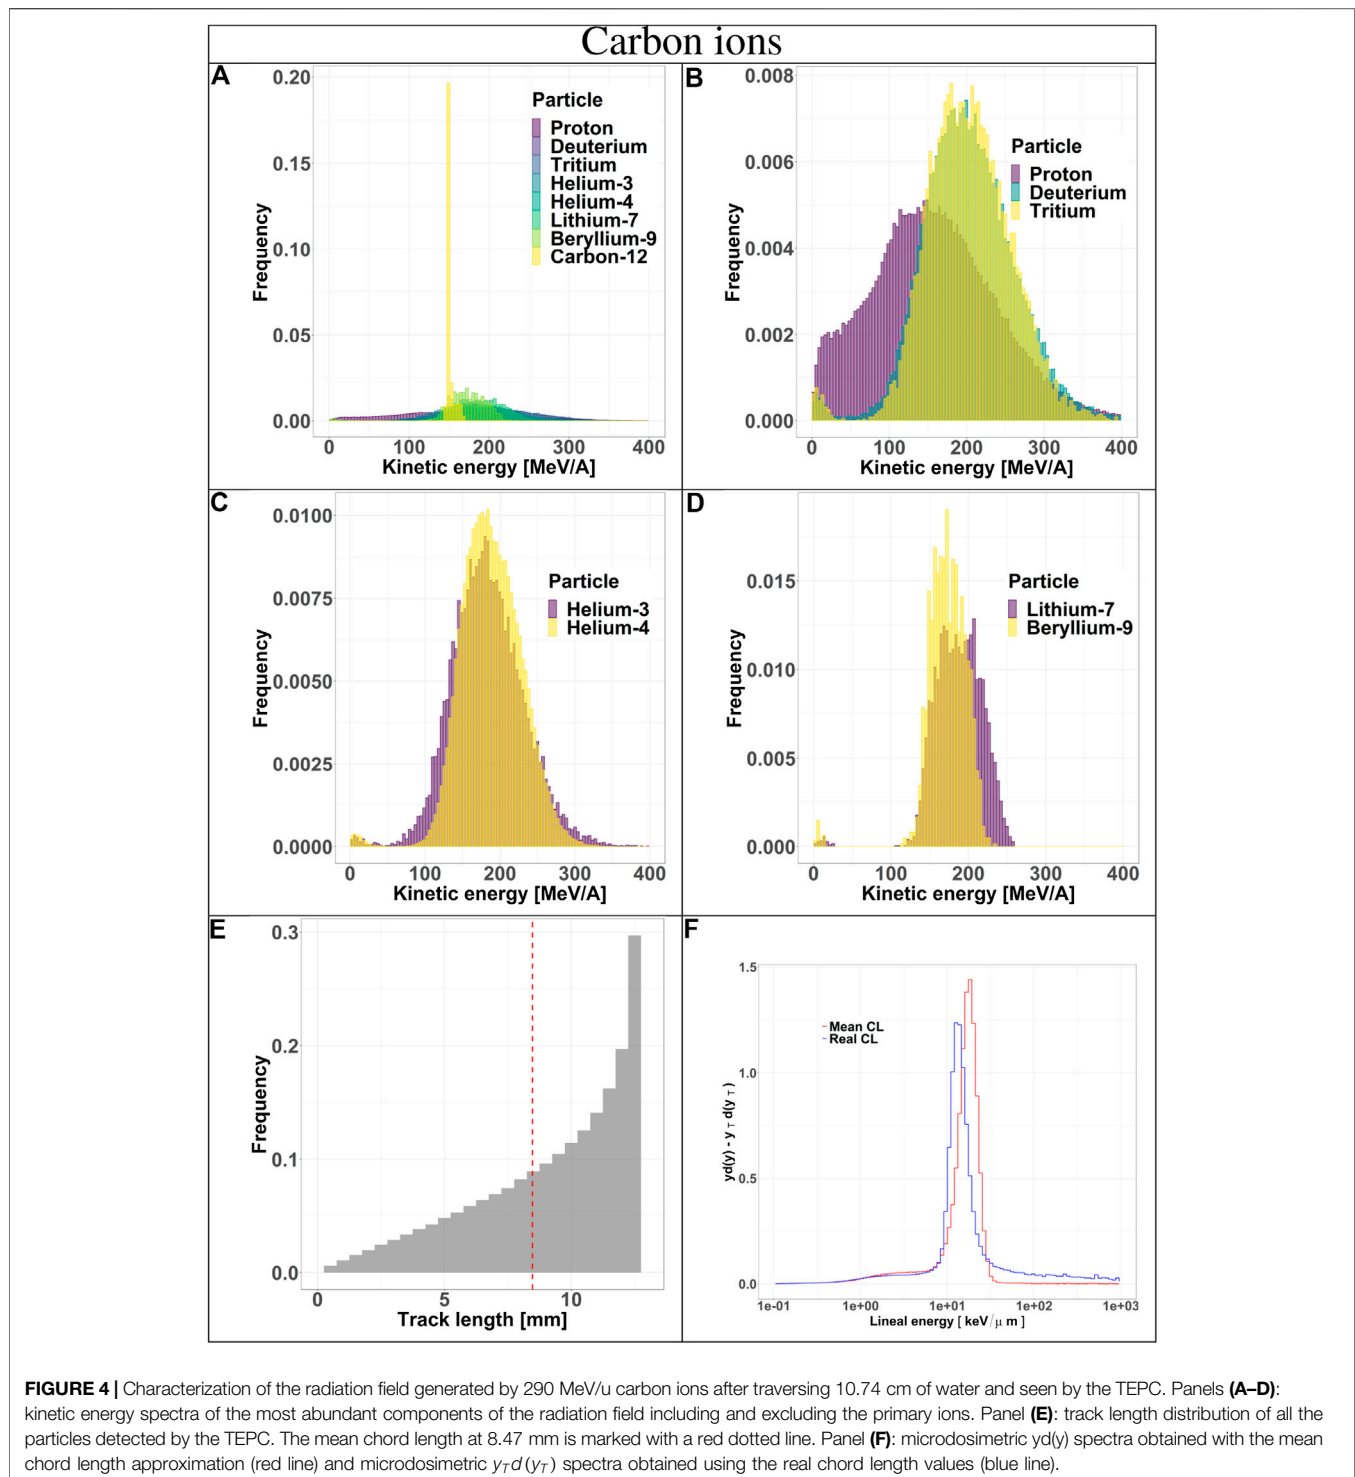 Carbon ions
A
0.20
0.15
0.10
0.05
0.00
Frequency
Particle
Proton
Deuterium
Tritium
Helium-3
Helium-4
Lithium-7
Beryllium-9
Carbon-12
0 100 200 300 400
Kinetic energy [MeV/A]
B
0.008
0.006
0.004
0.002
0.000
Frequency
Particle
Proton
Deuterium
Tritium
0 100 200 300 400
Kinetic energy [MeV/A]
C
0.0100
0.0075
0.0050
0.0025
0.0000
Frequency
Particle
Helium-3
Helium-4
0 100 200 300 400
Kinetic energy [MeV/A]
D
0.015
0.010
0.005
0.000
Frequency
Particle
Lithium-7
Beryllium-9
0 100 200 300 400
Kinetic energy [MeV/A]
E
0.3
0.2
0.1
0.0
Frequency
0 5 10
Track length [mm]
F
1.5
1.0
0.5
0.0
yd(y) - y T d(y T )
Mean CL
Real CL
1e-01 1e+00 1e+01 1e+02 1e+03
Lineal energy [ keV/μ m ]
FIGURE 4 | Characterization of the radiation field generated by 290 MeV/u carbon ions after traversing 10.74 cm of water and seen by the TEPC. Panels (A–D):
kinetic energy spectra of the most abundant components of the radiation field including and excluding the primary ions. Panel (E): track length distribution of all the
particles detected by the TEPC. The mean chord length at 8.47 mm is marked with a red dotted line. Panel (F): microdosimetric yd(y) spectra obtained with the mean
chord length approximation (red line) and microdosimetric yTd(yT) spectra obtained using the real chord length values (blue line).